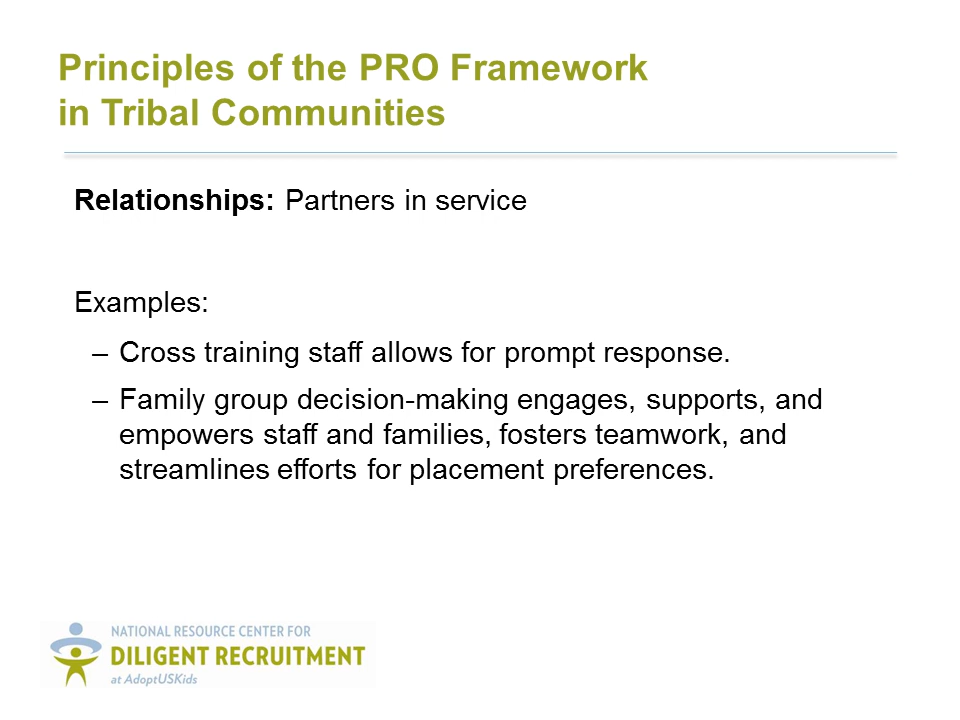 Principles of the PRO Framework
in Tribal Communities
Relationships: Partners in service
Examples:
– Cross training staff allows for prompt response.
– Family group decision-making engages, supports, and
empowers staff and families, fosters teamwork, and
streamlines efforts for placement preferences.
NATIONAL RESOURCE CENTER FOR
DILIGENT RECRUITMENT
at AdoptUSKids